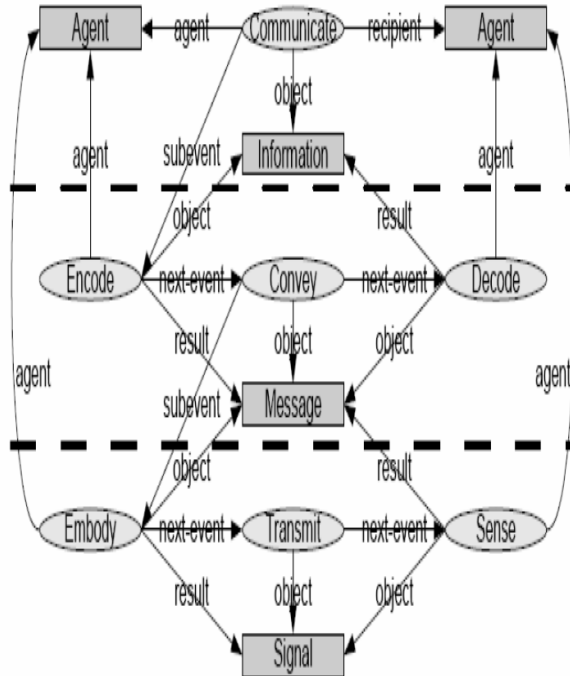 Agent agent Communicate recipient Agent
object
agent subevent Information agent
object result
Encode next-event Convey next-event Decode
result object object
agent subevent Message agent
object result
Embody next-event Transmit next-event Sense
result object object
Signal